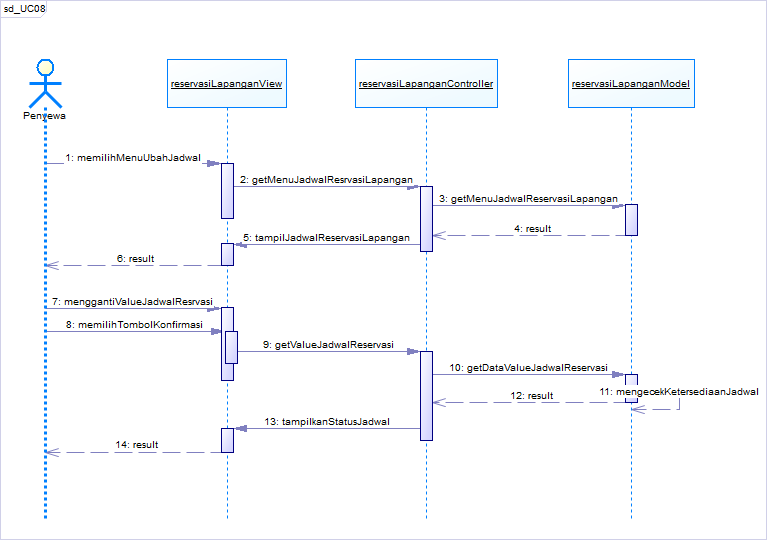 sd_UC08
reservasiLapanganView
reservasiLapanganController
reservasiLapanganModel
Penyewa
1: memilihMenuUbahJadwal
2: getMenuJadwalResrvasiLapangan
3: getMenuJadwalReservasiLapangan
4: result
5: tampilJadwalReservasiLapangan
6: result
7: menggantiValueJadwalResrvasi
8: memilihTombolKonfirmasi
9: getValueJadwalReservasi
10: getDataValueJadwalReservasi
11: mengecekKetersediaanJadwal
12: result
13: tampilkanStatusJadwal
14: result